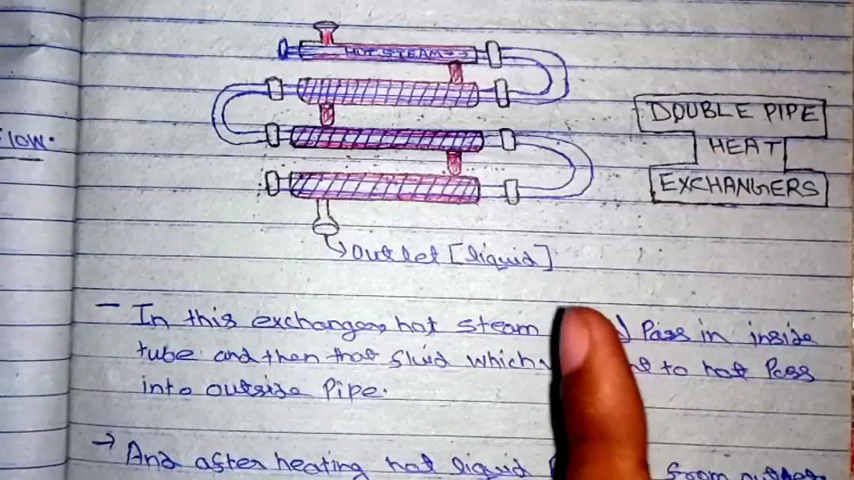 HOT STEAM
DOUBLE PIPE
HEAT
EXCHANGERS
low.
Outlet [liquid]
- In this exchangers hot steam Pass in inside
tube and then that fluid which to hot Pass
into outside Pipe.
→ And after heating hot liquid from